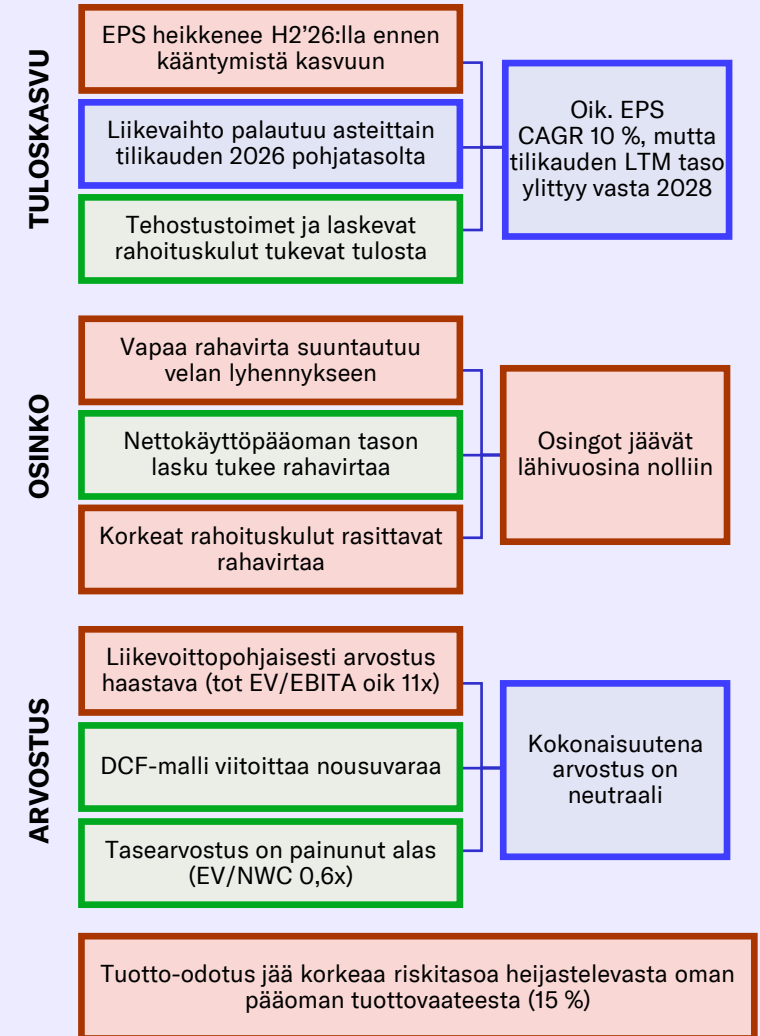 TULOSKASVU
EPS heikkenee H2’26:lla ennen
kääntymistä kasvuun
Liikevaihto palautuu asteittain
tilikauden 2026 pohjatasolta
Tehostustoimet ja laskevat
rahoituskulut tukevat tulosta
Oik. EPS
CAGR 10 %, mutta
tilikauden LTM taso
ylittyy vasta 2028
OSINKO
Vapaa rahavirta suuntautuu
velan lyhennykseen
Nettokäyttöpääoman tason
lasku tukee rahavirtaa
Korkeat rahoituskulut rasittavat
rahavirtaa
Osingot jäävät
lähivuosina nolliin
ARVOSTUS
Liikevoittopohjaisesti arvostus
haastava (tot EV/EBITA oik 11x)
DCF-malli viitoittaa nousuvaraa
Tasearvostus on painunut alas
(EV/NWC 0,6x)
Kokonaisuutena
arvostus on
neutraali
Tuotto-odotus jää korkeaa riskitasoa heijastelevasta oman
pääoman tuottovaateesta (15 %)